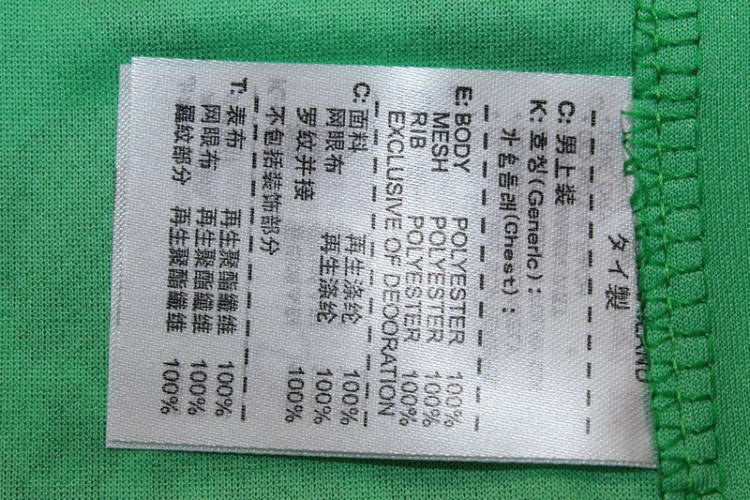 LAND
タイ製
C: 男上装
K: 호칭(Generic):
가슴둘레(Chest):
E: BODY POLYESTER 100%
MESH POLYESTER 100%
RIB POLYESTER 100%
EXCLUSIVE OF DEOORATION
C: 面料 再生涤纶 100%
网眼布 再生涤纶 100%
罗纹并接 100%
不包括装饰部分
T: 表布 再生聚酯纖維 100%
網眼布 再生聚酯纖維 100%
羅紋部分 再生聚酯纖維 100%